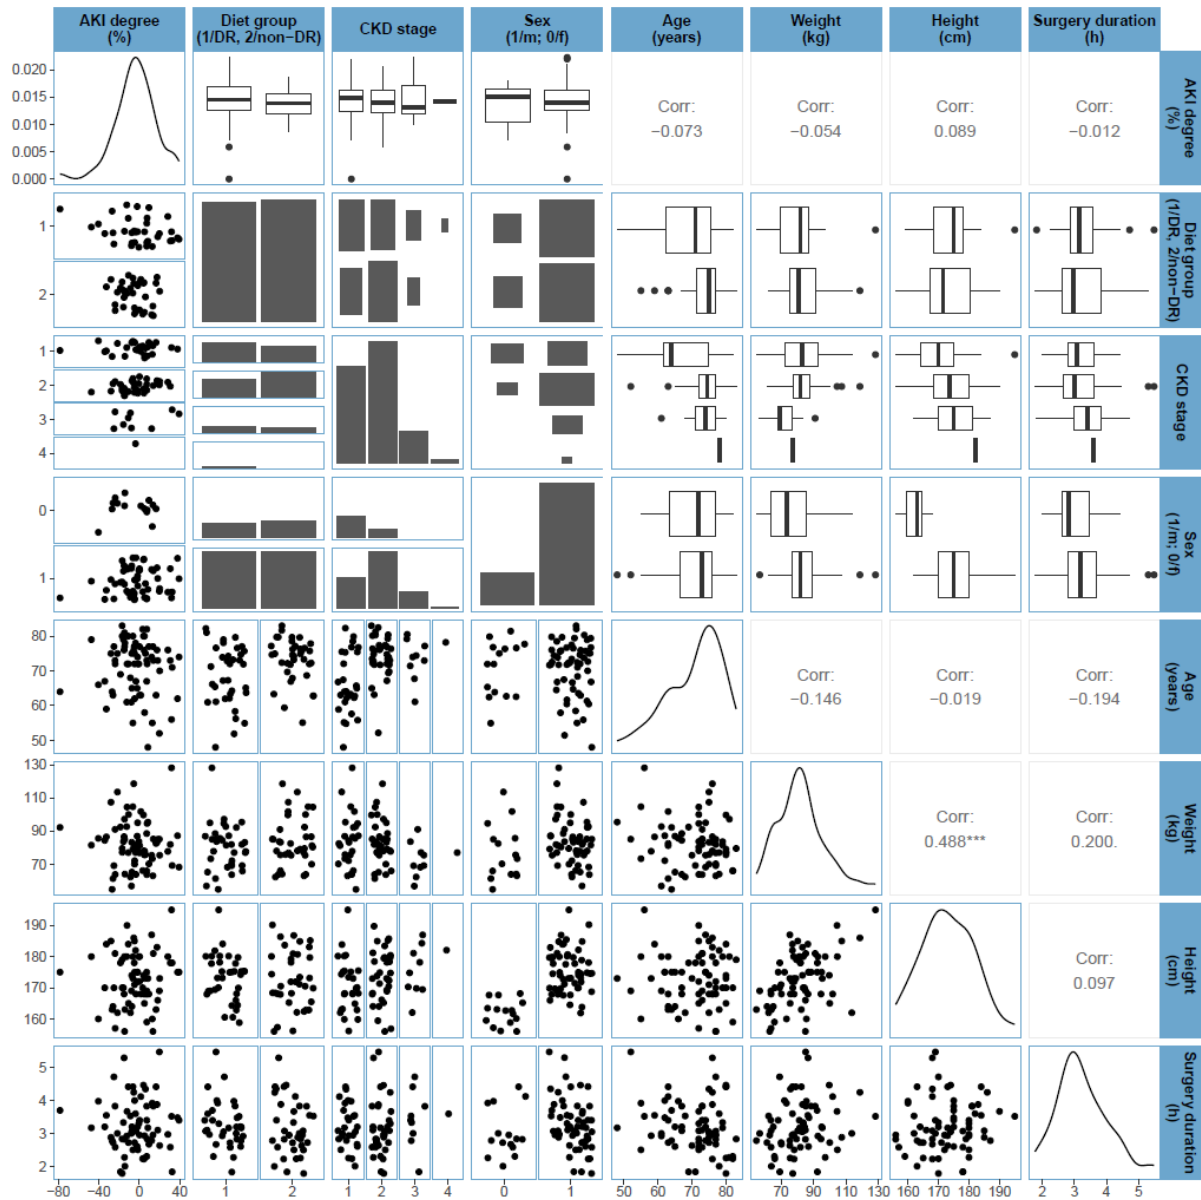 AKI degree
(%)
Diet group
(1/DR, 2/non−DR)
CKD stage
Sex
(1/m; 0/f)
Age
(years)
Weight
(kg)
Height
(cm)
Surgery duration
(h)
0.020
0.015
0.010
0.005
0.000
Corr:
−0.073
Corr:
−0.054
Corr:
0.089
Corr:
−0.012
AKI degree
(%)
1
2
Diet group
(1/DR, 2/non−DR)
1
2
3
4
CKD stage
0
1
Sex
(1/m; 0/f)
80
70
60
50
Corr:
−0.146
Corr:
−0.019
Corr:
−0.194
Age
(years)
130
110
90
70
Corr:
0.488***
Corr:
0.200.
Weight
(kg)
190
180
170
160
Corr:
0.097
Height
(cm)
5
4
3
2
Surgery duration
(h)
−80 −40 0 40 1 2 1 2 3 4 0 1 50 60 70 80 70 90 110 130 160 170 180 190 2 3 4 5